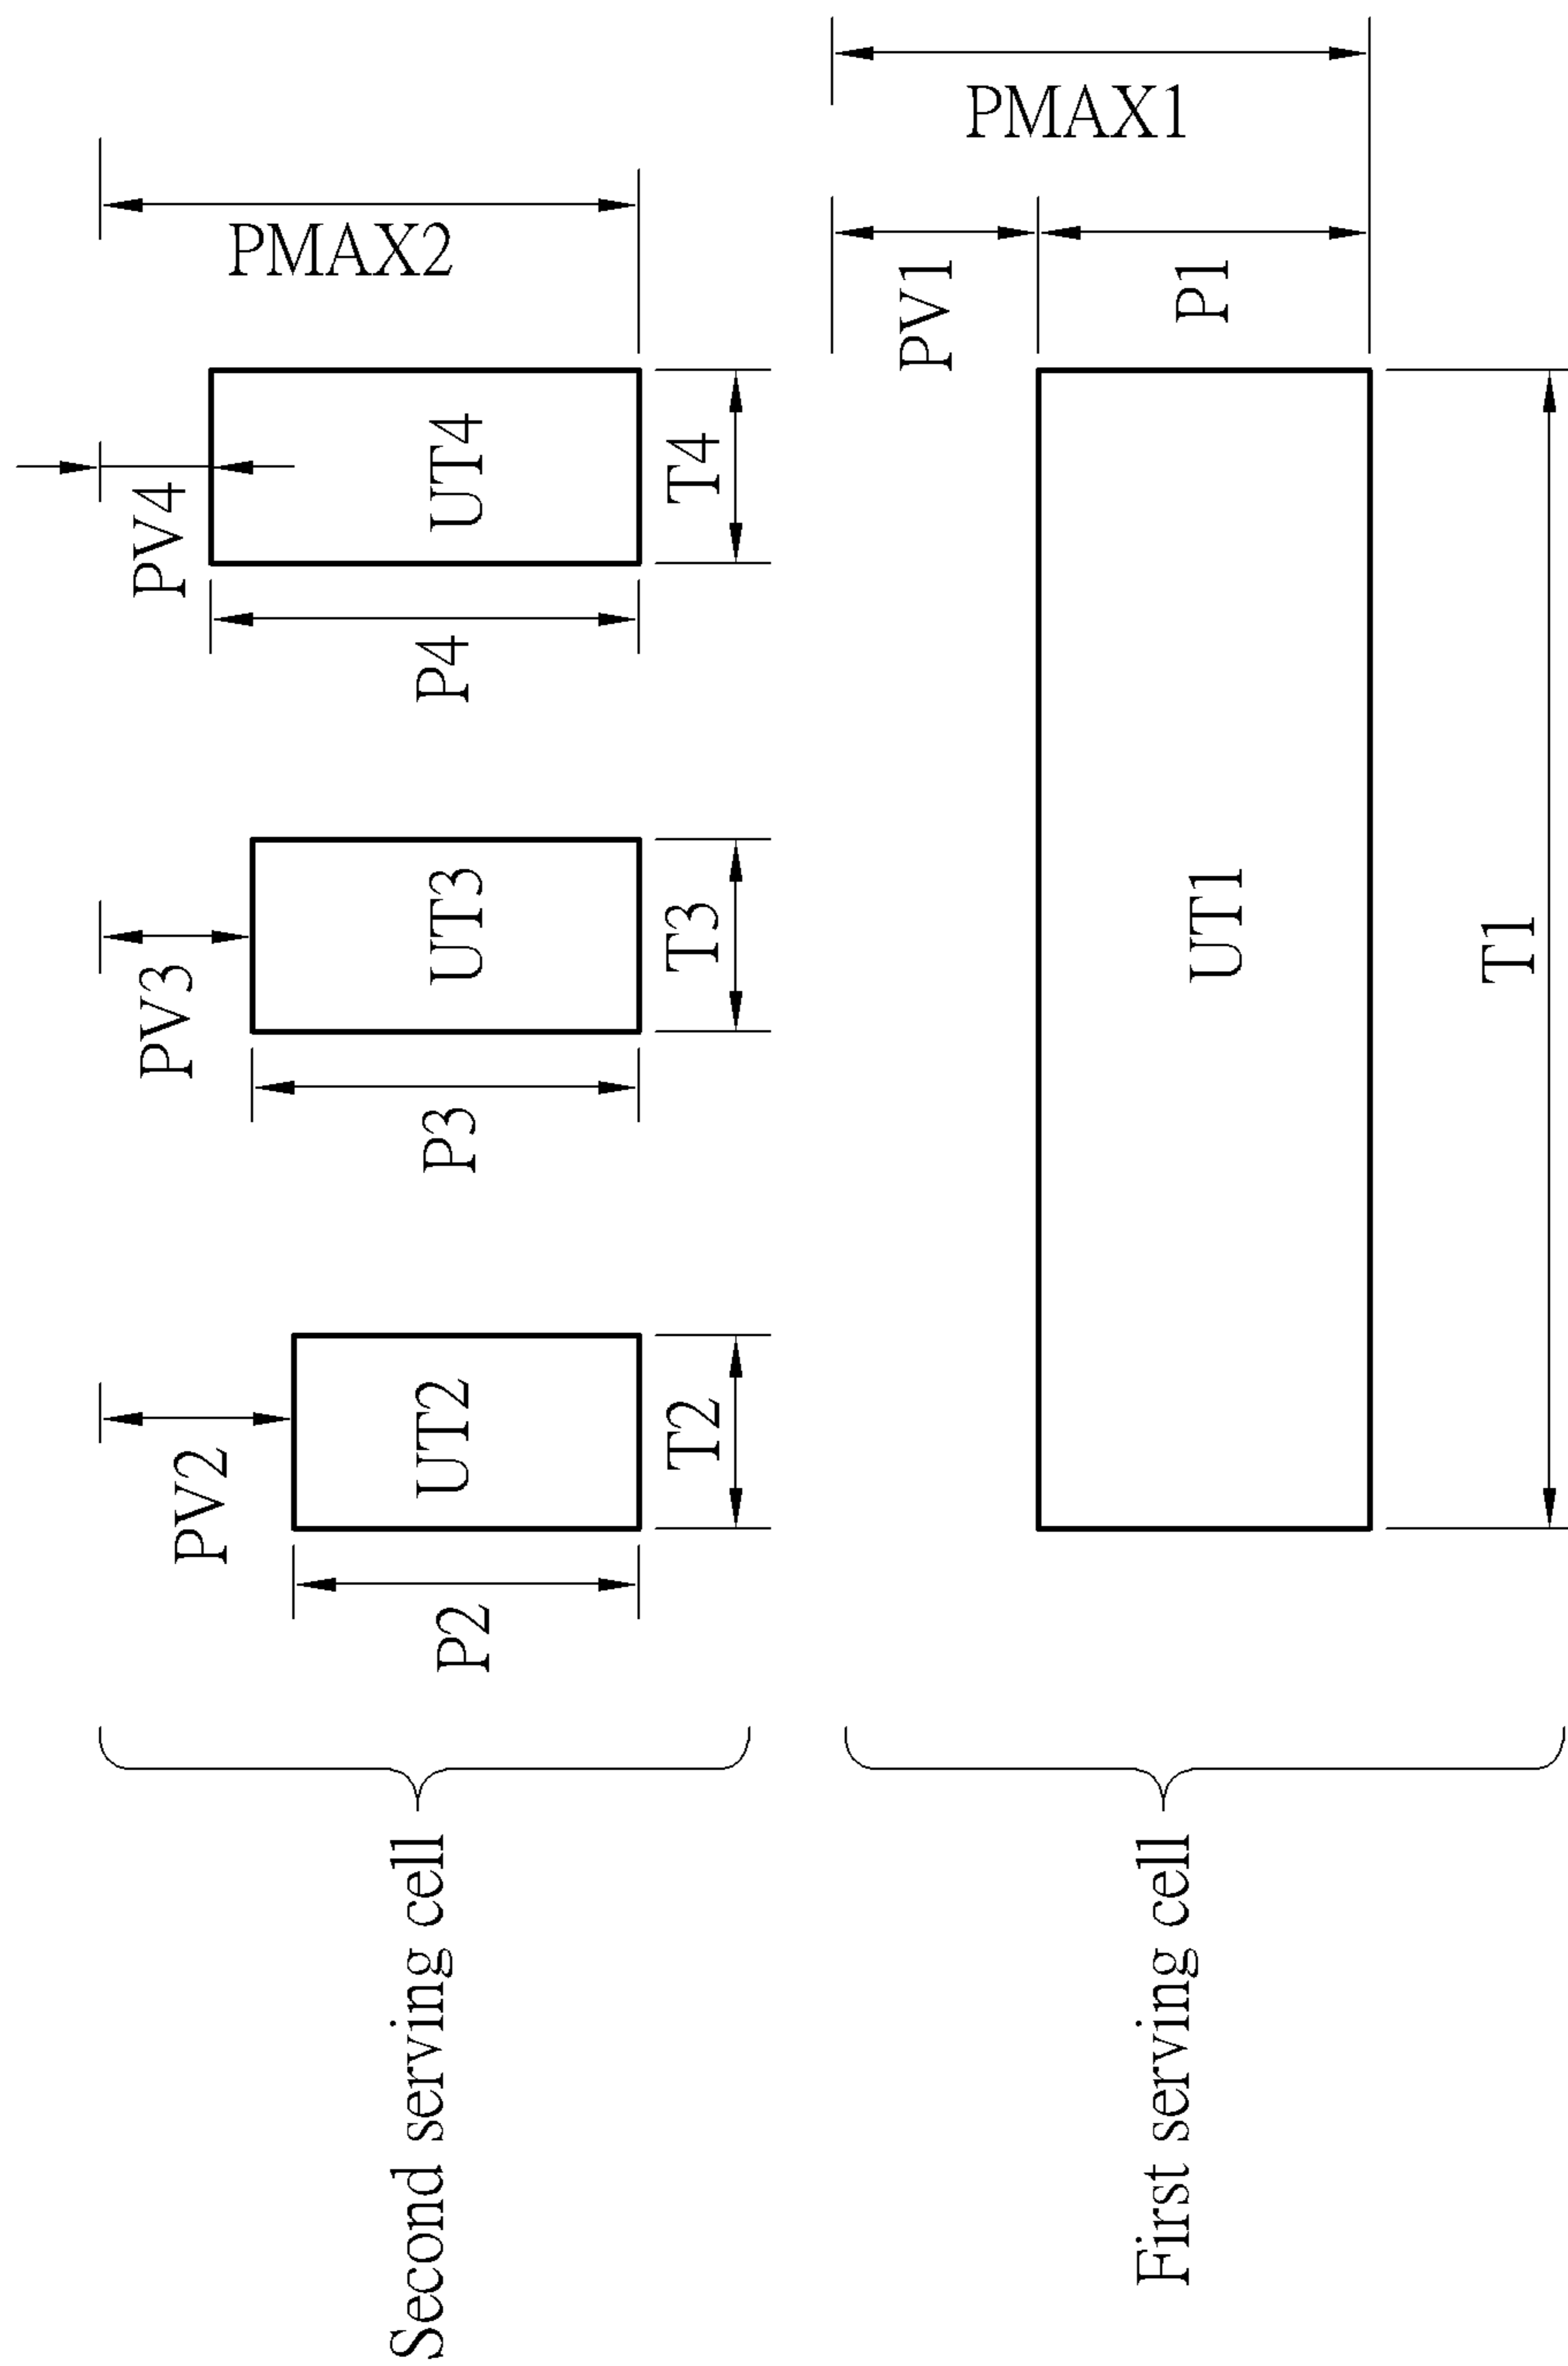 Second serving cell
PV2
P2
UT2
T2
PV3
P3
UT3
T3
PV4
P4
UT4
T4
PMAX2
First serving cell
UT1
T1
PV1
P1
PMAX1